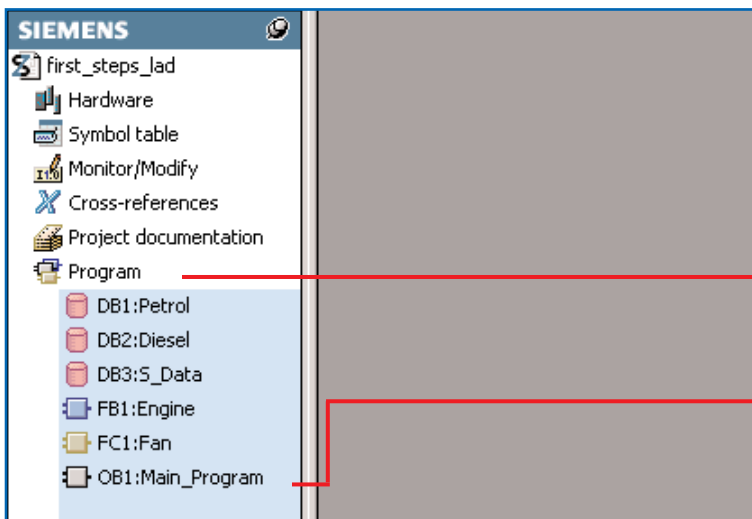 SIEMENS
first_steps_lad
Hardware
Symbol table
Monitor/Modify
Cross-references
Project documentation
Program
DB1:Petrol
DB2:Diesel
DB3:S_Data
FB1:Engine
FC1:Fan
OB1:Main_Program